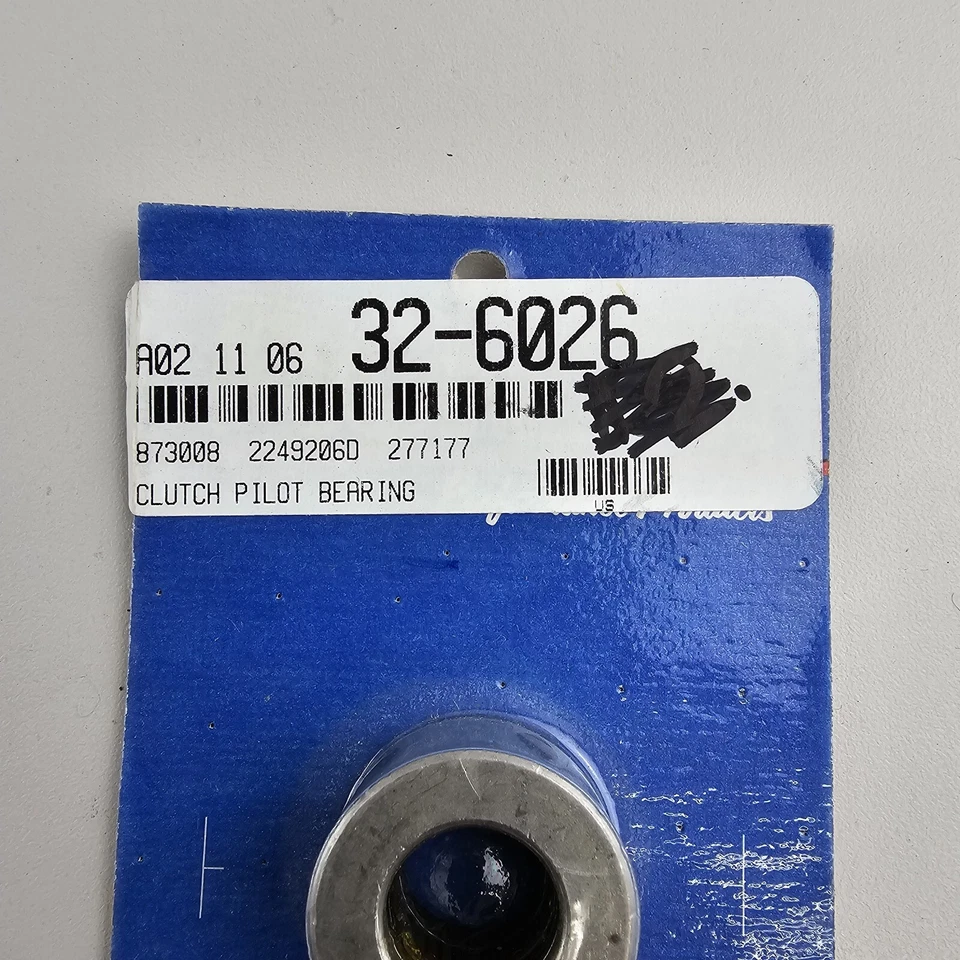 32-6026
A02 11 06
873008 2249206D 277177
CLUTCH PILOT BEARING
US